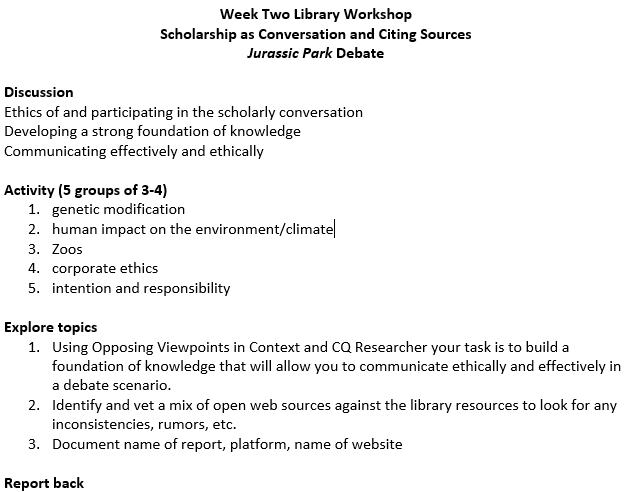 Week Two Library Workshop
Scholarship as Conversation and Citing Sources
Jurassic Park Debate
Discussion
Ethics of and participating in the scholarly conversation
Developing a strong foundation of knowledge
Communicating effectively and ethically
Activity (5 groups of 3-4)
1. genetic modification
2. human impact on the environment/climate
3. Zoos
4. corporate ethics
5. intention and responsibility
Explore topics
1. Using Opposing Viewpoints in Context and CQ Researcher your task is to build a
foundation of knowledge that will allow you to communicate ethically and effectively in
a debate scenario.
2. Identify and vet a mix of open web sources against the library resources to look for any
inconsistencies, rumors, etc.
3. Document name of report, platform, name of website
Report back